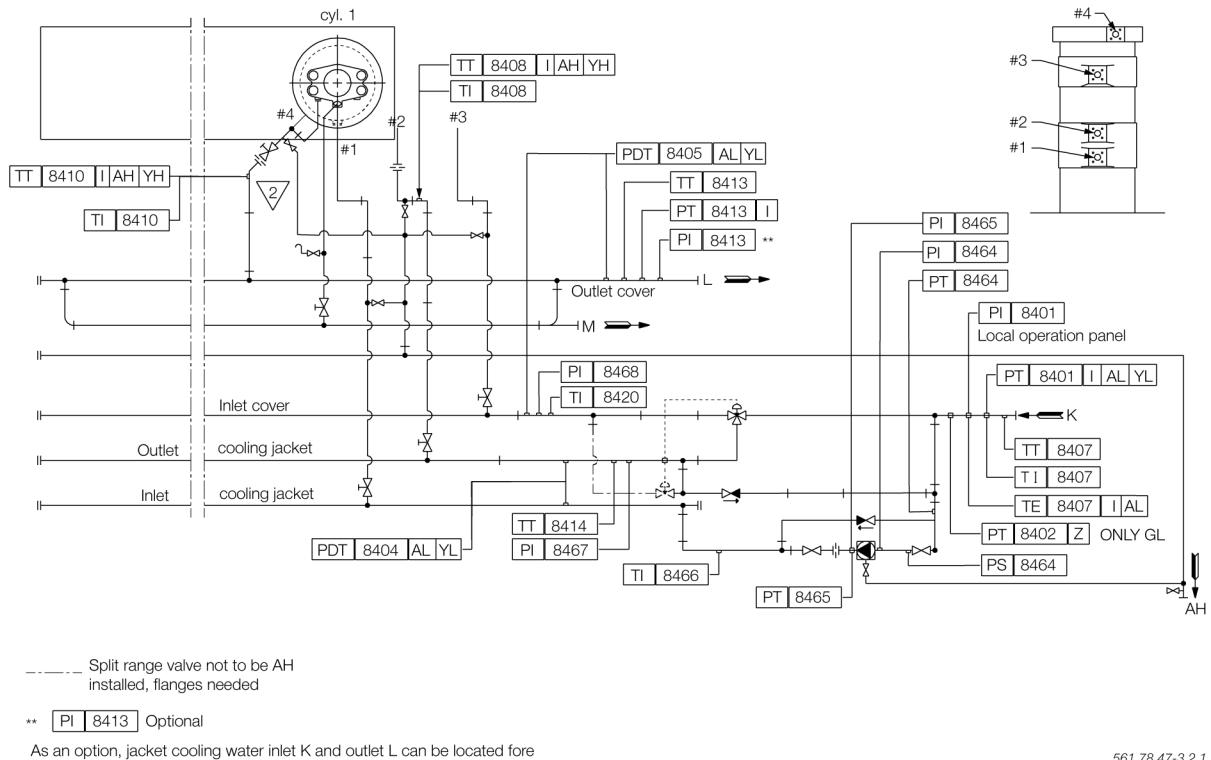 cyl. 1
#4
TT 8408 I AH YH
#3
TI 8408
#4
#2
#3
#1
PDT 8405 AL YL
#2
#1
TT 8410 I AH YH
TT 8413
2
PT 8413 I
TI 8410
PI 8465
PI 8413 **
PI 8464
PT 8464
L
Outlet cover
PI 8401
M
Local operation panel
PI 8468
PT 8401 I AL YL
TI 8420
Inlet cover
K
Outlet cooling jacket
TT 8407
T I 8407
Inlet cooling jacket
TE 8407 I AL
TT 8414
PT 8402 Z ONLY GL
PDT 8404 AL YL
PI 8467
PS 8464
TI 8466
PT 8465
AH
Split range valve not to be AH
installed, flanges needed
** PI 8413 Optional
As an option, jacket cooling water inlet K and outlet L can be located fore
561 78 47-3.2.1